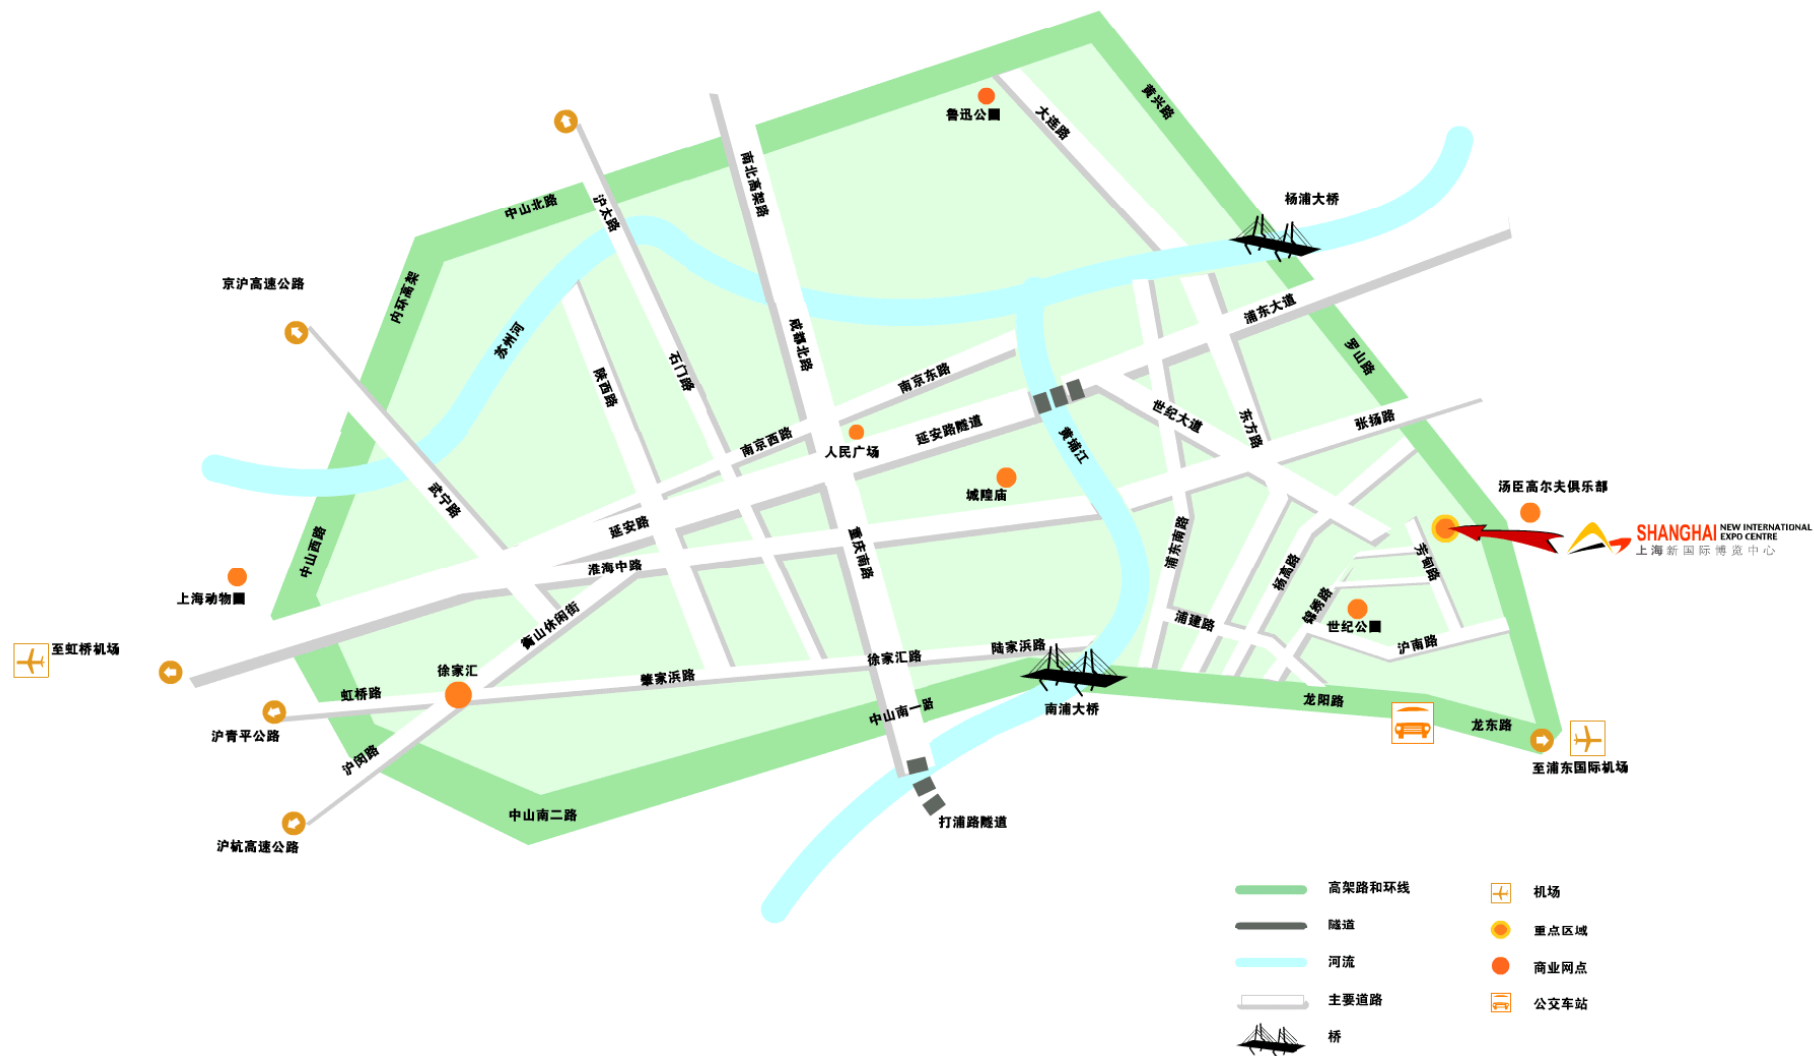 黄兴路
鲁迅公園
大连路
南北高架路
中山北路
沪太路
杨浦大桥
京沪高速公路
内环高架
苏州河
浦东大道
成都北路
罗山路
石门路
陕西路
南京东路
世纪大道
东方路
张扬路
南京西路
延安路隧道
人民广场
黄埔江
武宁路
城隍庙
汤臣高尔夫俱乐部
延安路
SHANGHAI NEW INTERNATIONAL
EXPO CENTRE
上海新国际博览中心
中山西路
重庆南路
浦东南路
芳甸路
淮海中路
杨高路
上海动物園
锦绣路
衡山休闲街
浦建路
世纪公園
至虹桥机场
陆家浜路
沪南路
徐家汇路
徐家汇
肇家浜路
虹桥路
龙阳路
中山南一路
南浦大桥
龙东路
沪青平公路
沪闵路
至浦东国际机场
中山南二路
打浦路隧道
沪杭高速公路
高架路和环线
机场
隧道
重点区域
河流
商业网点
主要道路
公交车站
桥